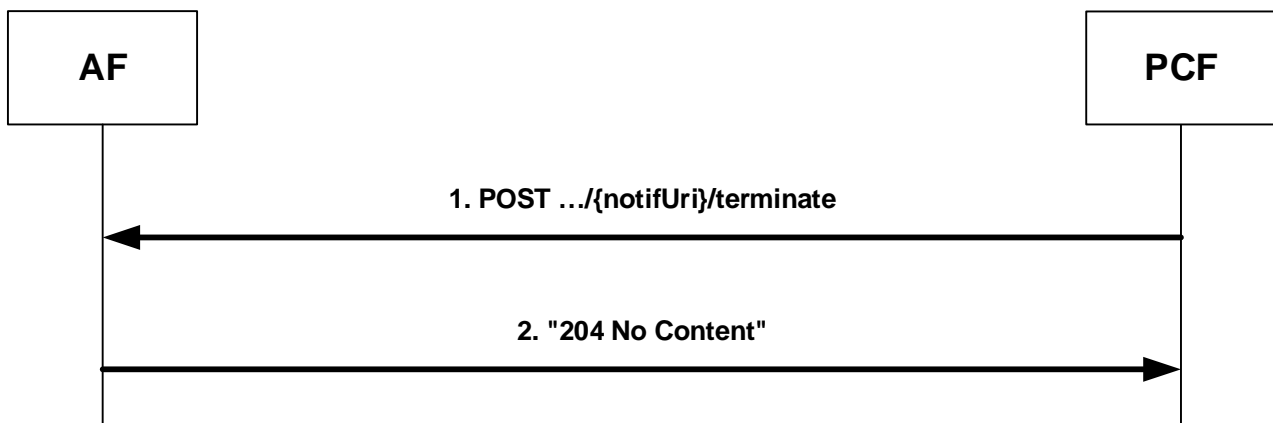 AF
PCF
1. POST …/{notifUri}/terminate
2. "204 No Content"